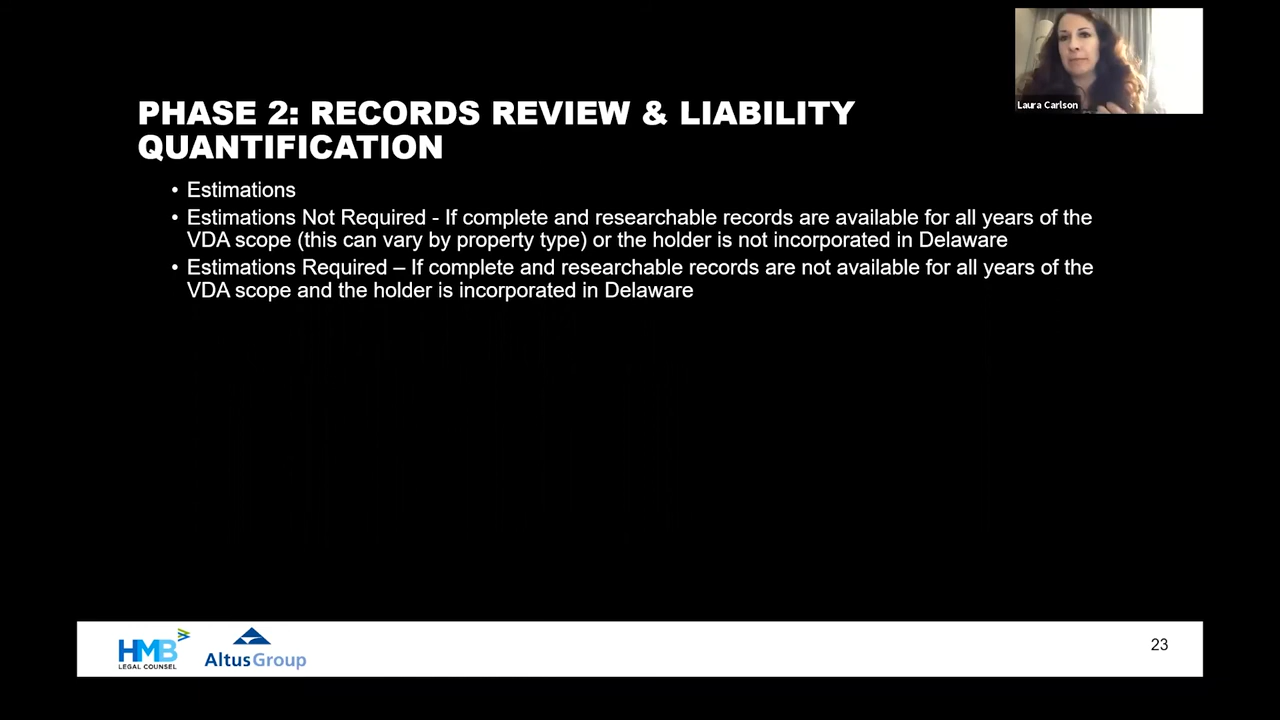 Laura Carlson
PHASE 2: RECORDS REVIEW & LIABILITY
QUANTIFICATION
• Estimations
• Estimations Not Required - If complete and researchable records are available for all years of the
VDA scope (this can vary by property type) or the holder is not incorporated in Delaware
• Estimations Required – If complete and researchable records are not available for all years of the
VDA scope and the holder is incorporated in Delaware
HMB
LEGAL COUNSEL
AltusGroup
23